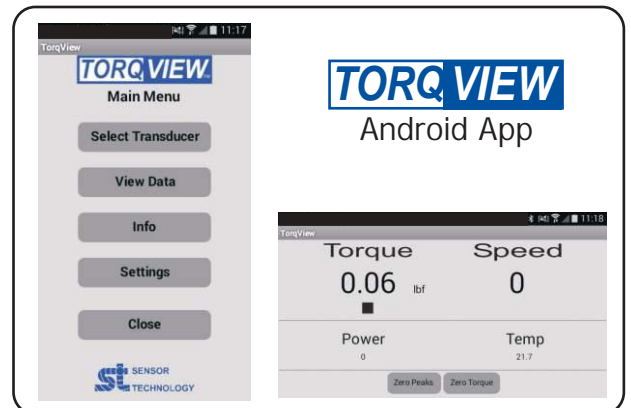 11:17
TorqView
TORQVIEW
Main Menu
Select Transducer
View Data
Info
Settings
Close
SENSOR
TECHNOLOGY
TORQVIEW
Android App
11:18
TorqView
Torque Speed
0.06 lbf 0
Power Temp
0 21.7
Zero Peaks Zero Torque